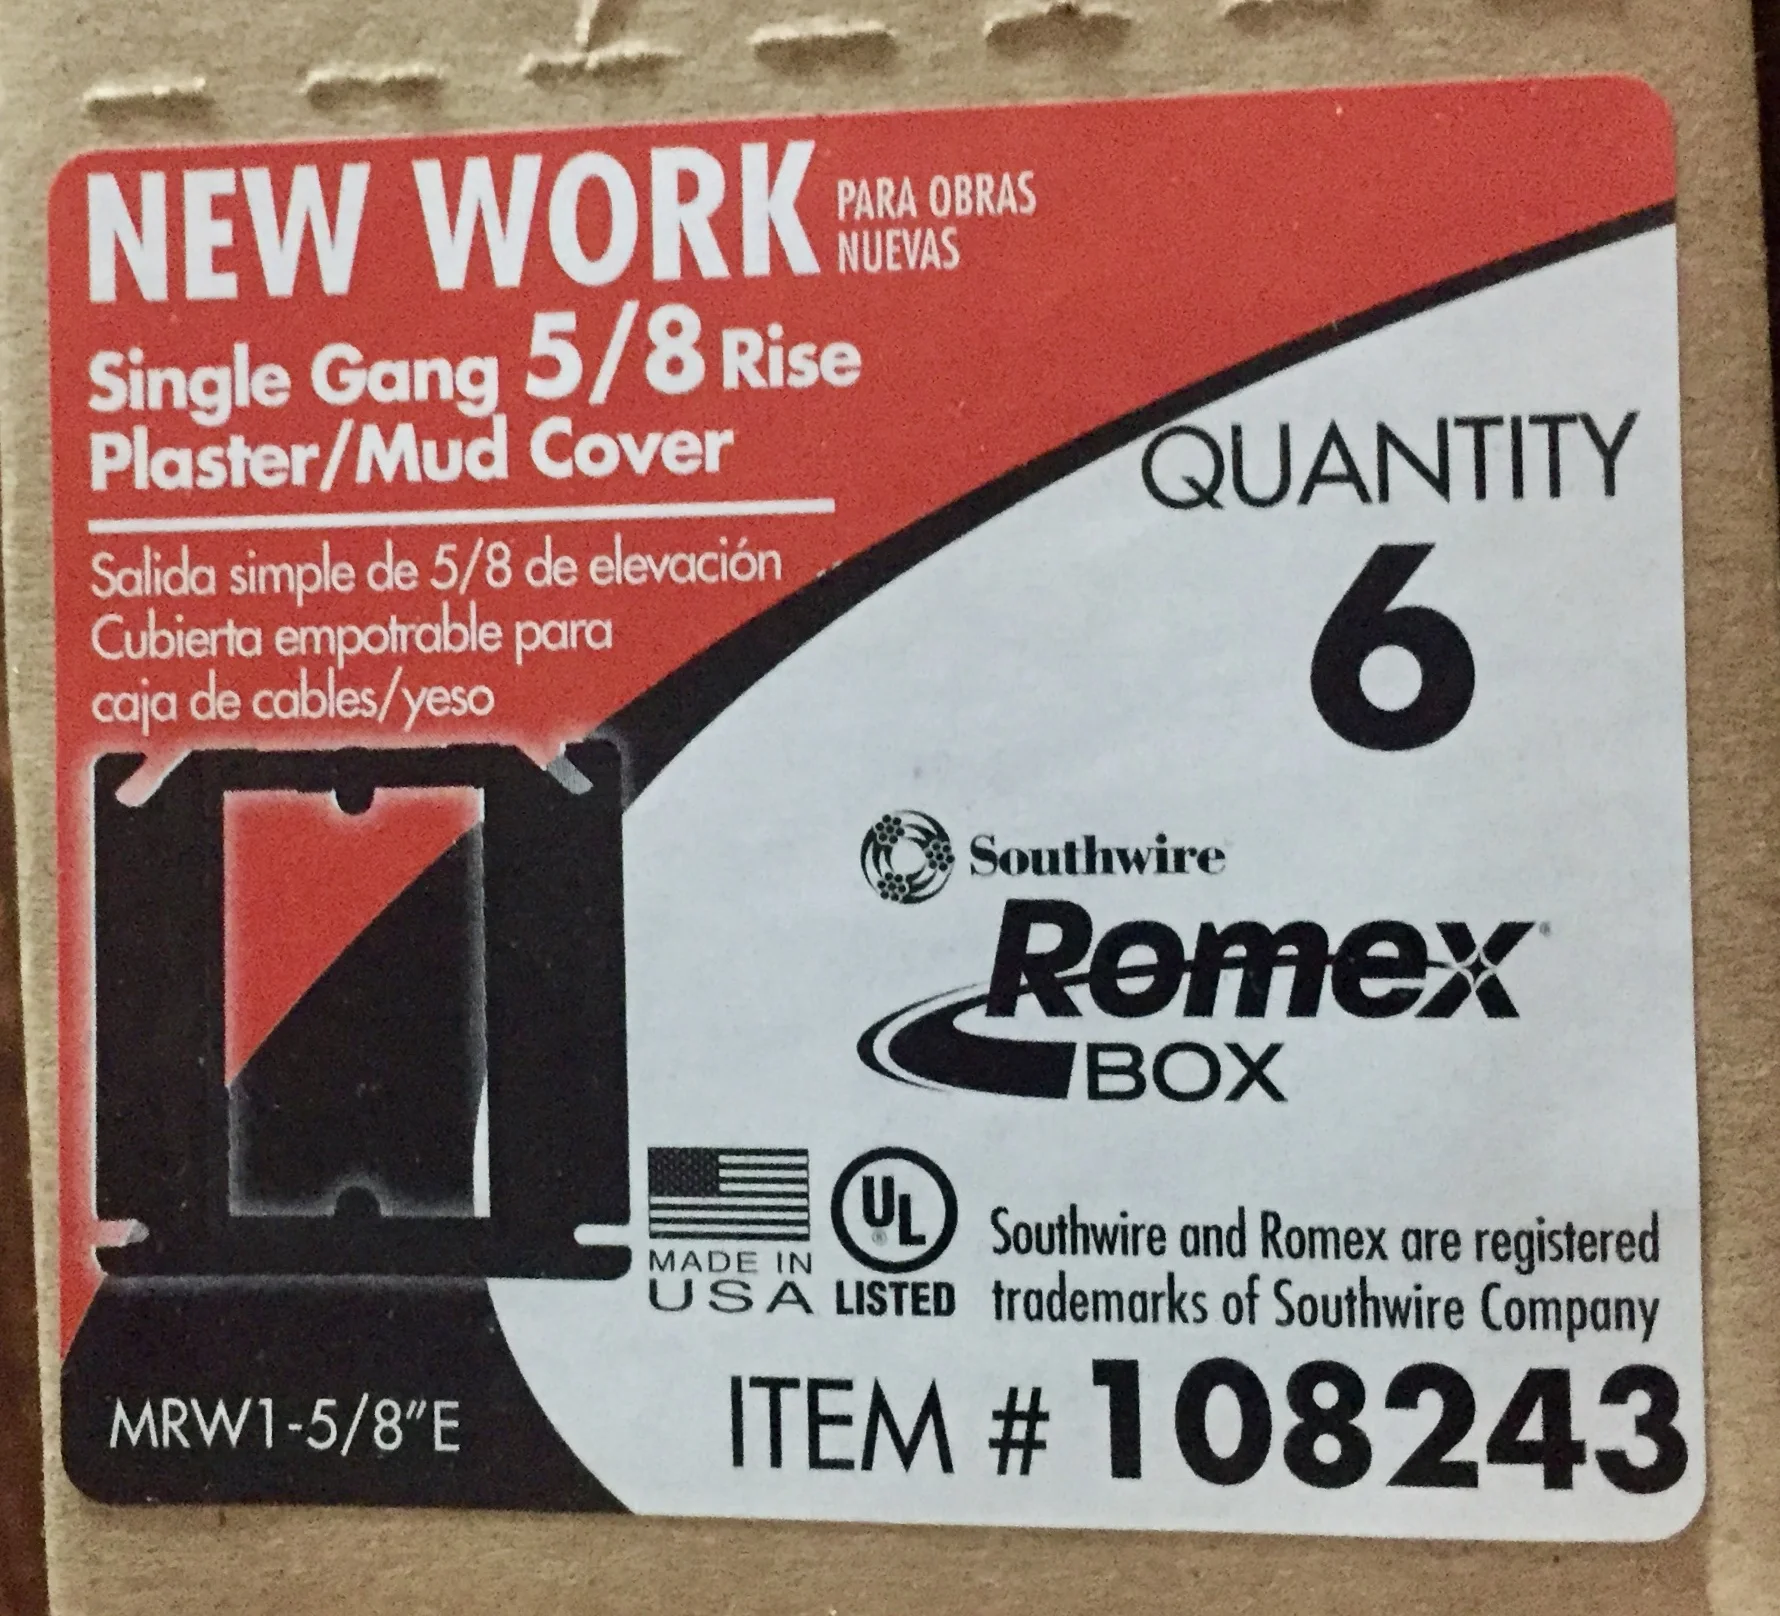 NEW WORK PARA OBRAS
NUEVAS
Single Gang 5/8 Rise
Plaster/Mud Cover
Salida simple de 5/8 de elevación
Cubierta empotrable para
caja de cables/yeso
QUANTITY
6
Southwire
Romex®
BOX
MADE IN
USA
UL®
LISTED
Southwire and Romex are registered
trademarks of Southwire Company
MRW1-5/8"E
ITEM # 108243